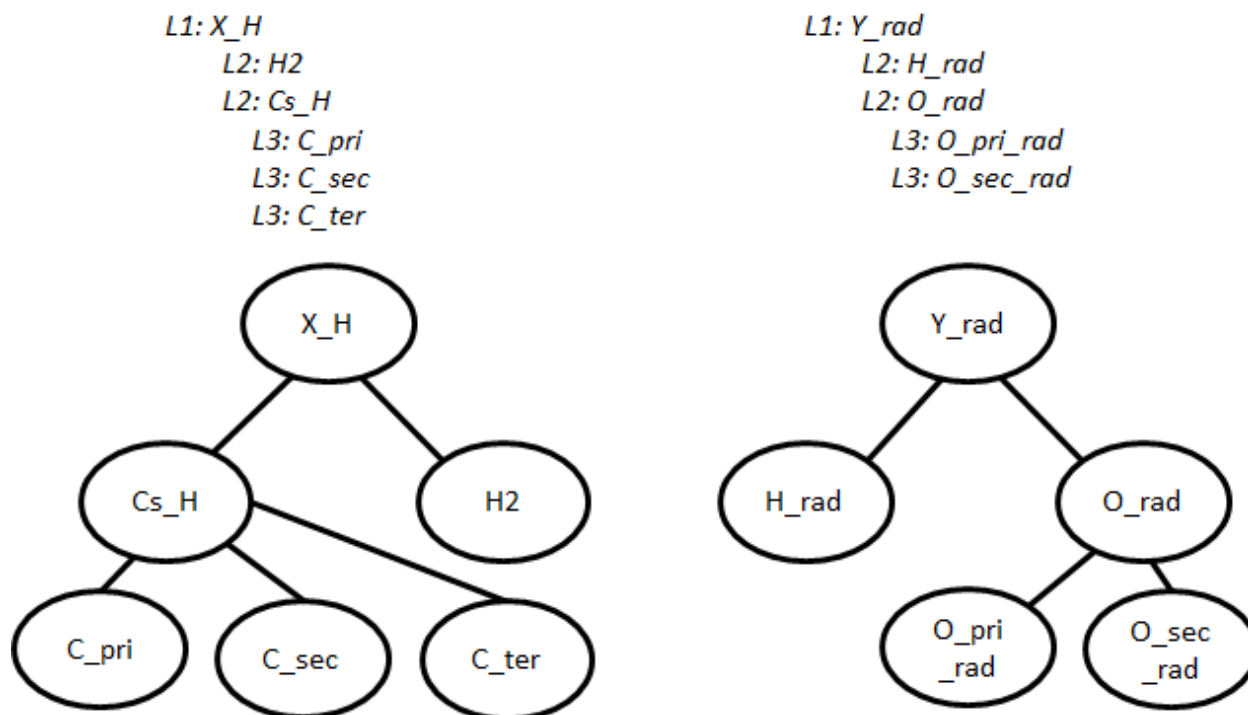 L1: X_H
L2: H2
L2: Cs_H
L3: C_pri
L3: C_sec
L3: C_ter
L1: Y_rad
L2: H_rad
L2: O_rad
L3: O_pri_rad
L3: O_sec_rad
X_H
Cs_H
H2
C_pri
C_sec
C_ter
Y_rad
H_rad
O_rad
O_pri
_rad
O_sec
_rad